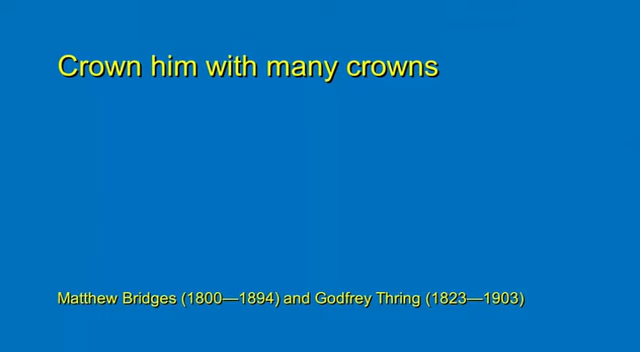 Crown him with many crowns
Matthew Bridges (1800—1894) and Godfrey Thring (1823—1903)